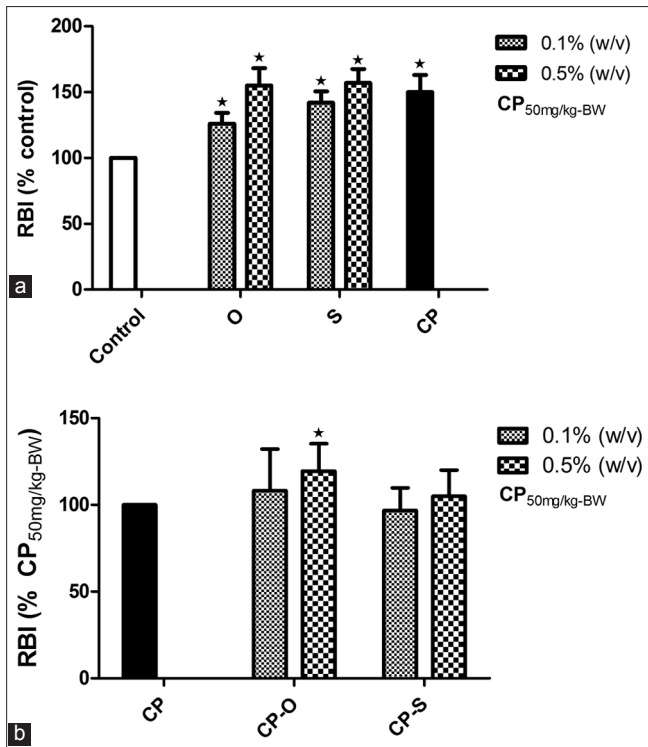 200
150
100
50
0
RBI (% control)
★
★
★
★
★
0.1% (w/v)
0.5% (w/v)
CP50mg/kg-BW
Control
O
S
CP
a
150
100
50
0
RBI (% CP50mg/kg-BW)
★
0.1% (w/v)
0.5% (w/v)
CP50mg/kg-BW
CP
CP-O
CP-S
b